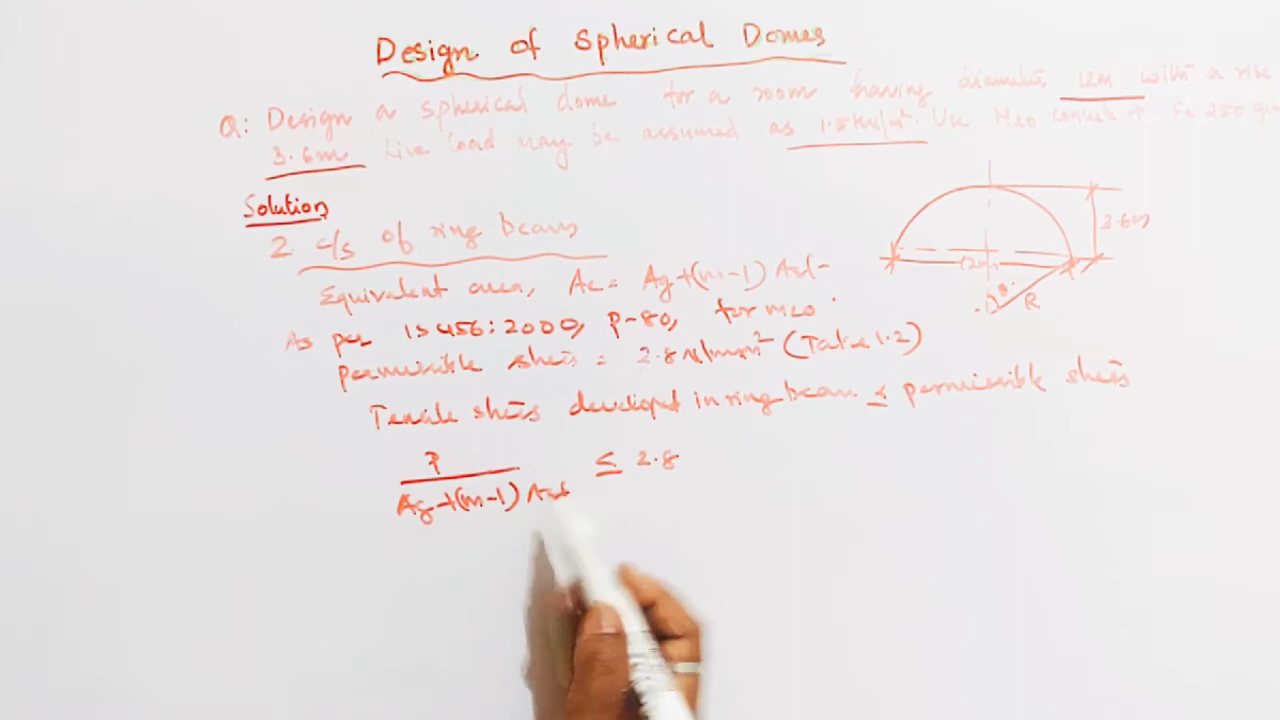 Design of Spherical Domes
Q: Design a spherical dome for a room having diameter 12M with a rise
3.6m Live load may be assumed as 1.5kN/m². Use M20 concrete & Fe 250 g
Solution
2. c/s of ring beam
Equivalent area, Ac = Ag+(m-1) Ast
As per IS 456:2000, P-80, for M20
permissible stress = 2.8 N/mm² (Table 1.2)
Tensile stress developed in ring beam ≤ permissible stress
P
Ag+(m-1) Ast
≤ 2.8
3.6m
12m
θ
R